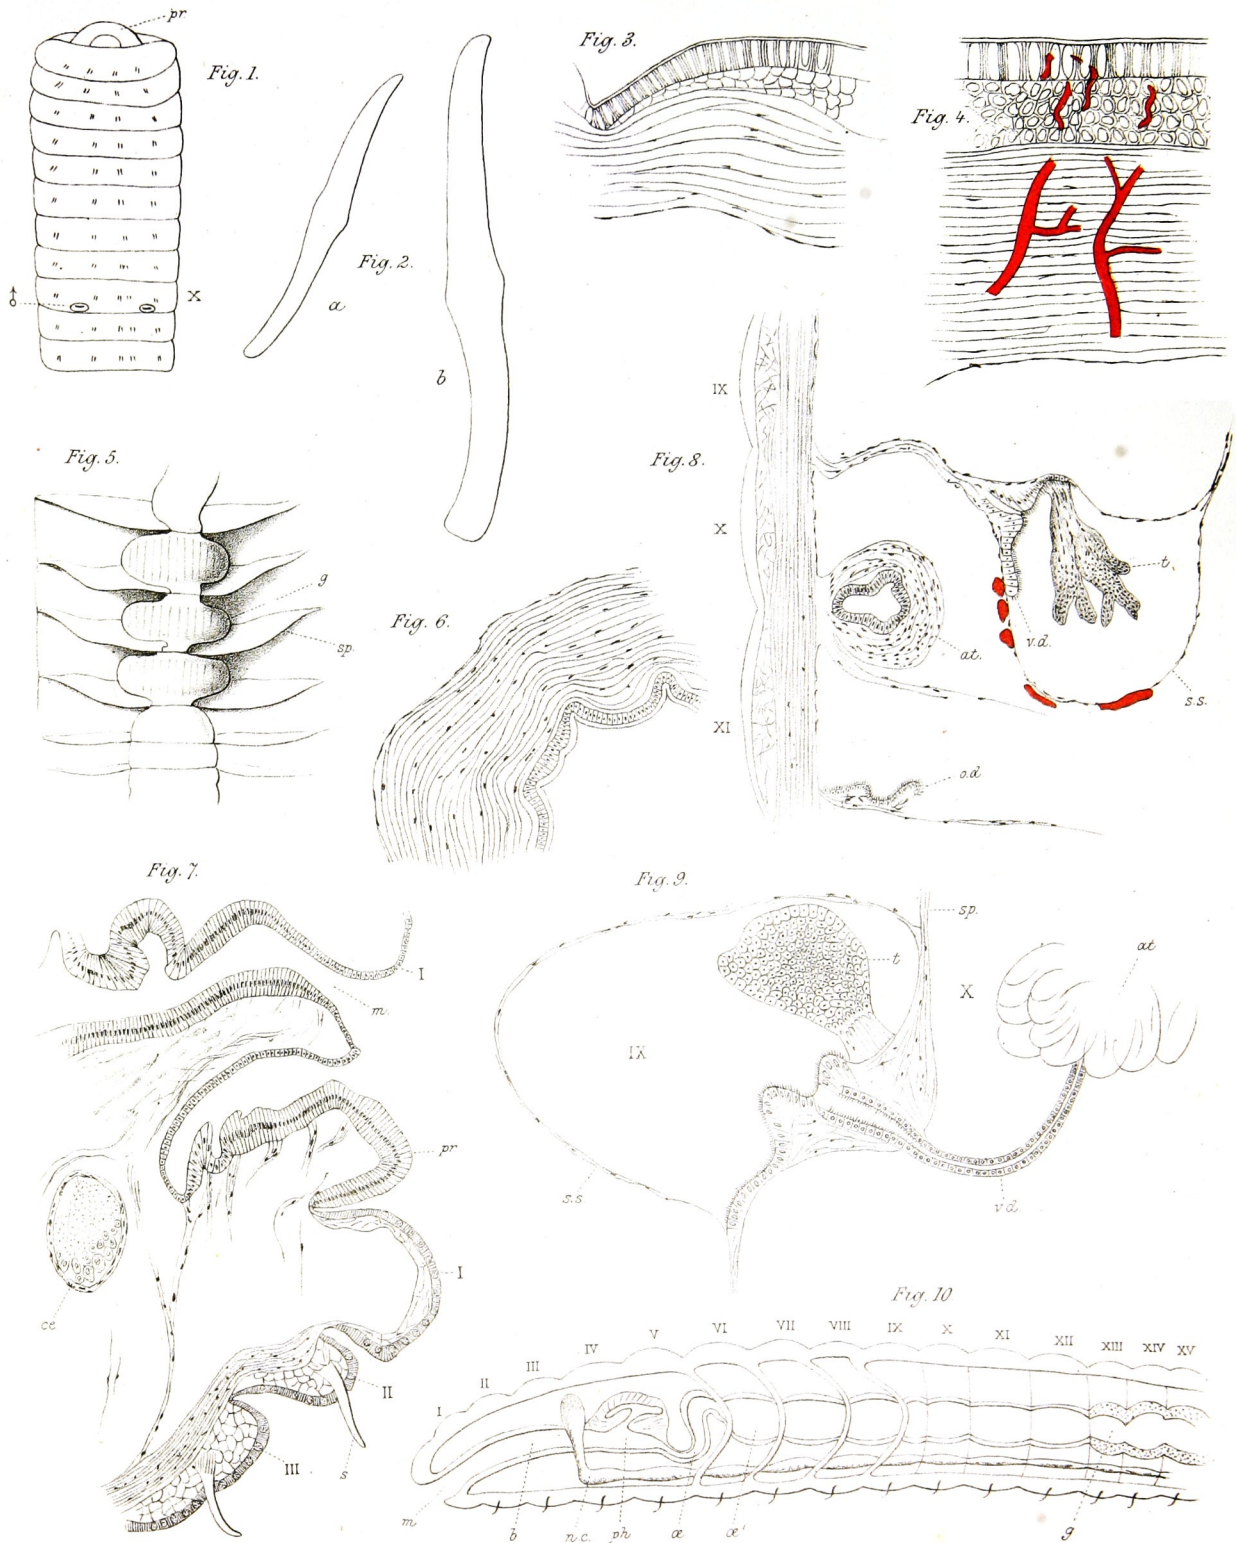 pr
Fig. 1.
♂
X
Fig. 2.
a
b
Fig. 3.
Fig. 4.
Fig. 5.
g
sp.
Fig. 6.
Fig. 8.
IX
X
XI
t.
v.d.
at.
s.s.
o.d
Fig. 7.
I
m.
pr
ce
I
II
III
s
Fig. 9.
sp.
at
t
X
IX
s.s
v.d.
Fig. 10
I
II
III
IV
V
VI
VII
VIII
IX
X
XI
XII
XIII
XIV
XV
m
b
n.c.
ph
œ
œ'
g